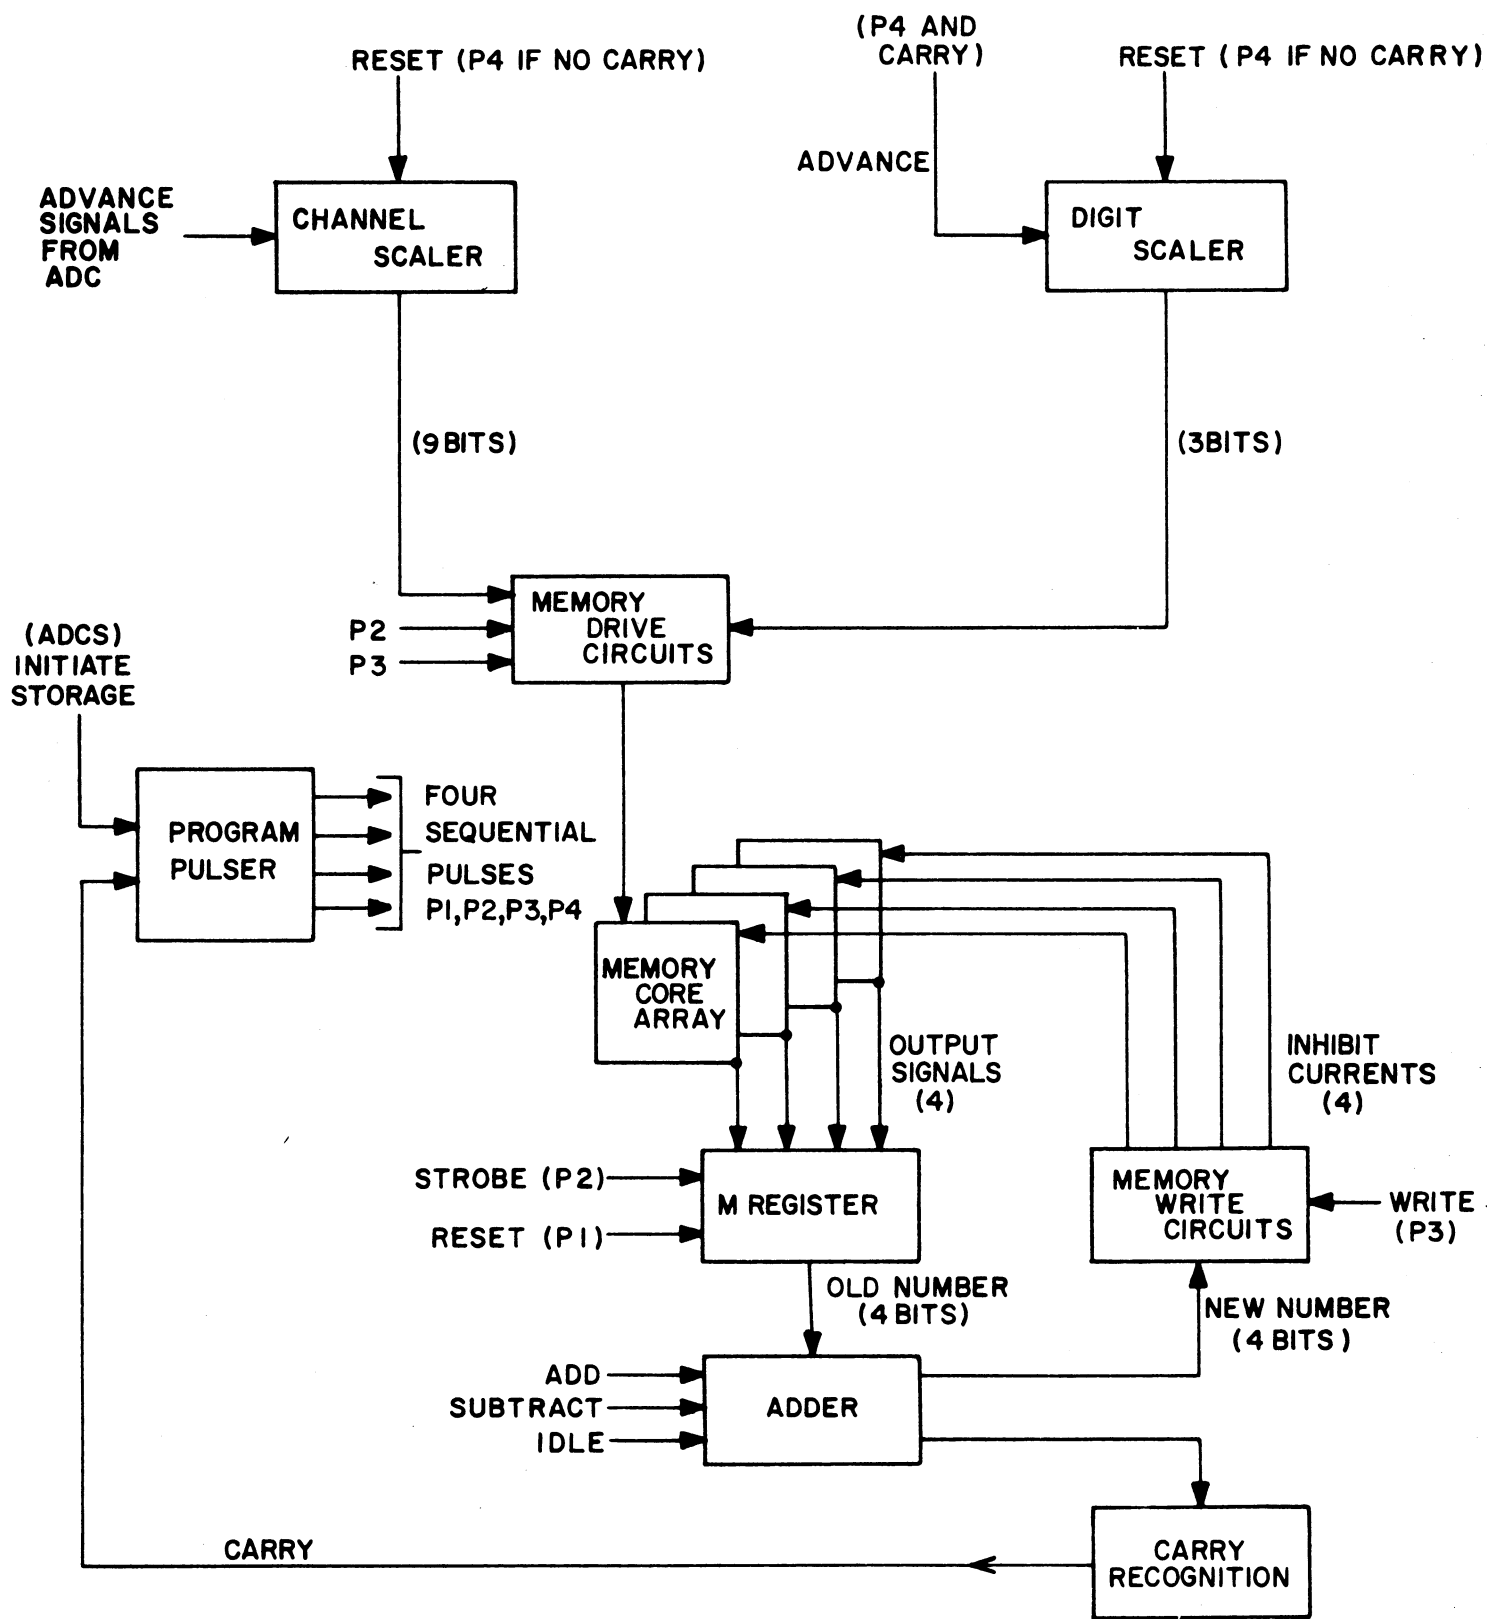 (P4 AND
CARRY)
RESET (P4 IF NO CARRY)
RESET (P4 IF NO CARRY)
ADVANCE
ADVANCE
SIGNALS
FROM
ADC
CHANNEL
SCALER
DIGIT
SCALER
(9 BITS)
(3 BITS)
MEMORY
DRIVE
CIRCUITS
P2
P3
(ADCS)
INITIATE
STORAGE
PROGRAM
PULSER
FOUR
SEQUENTIAL
PULSES
P1,P2,P3,P4
MEMORY
CORE
ARRAY
OUTPUT
SIGNALS
(4)
INHIBIT
CURRENTS
(4)
STROBE (P2)
RESET (P1)
M REGISTER
MEMORY
WRITE
CIRCUITS
WRITE
(P3)
OLD NUMBER
(4 BITS)
NEW NUMBER
(4 BITS)
ADD
SUBTRACT
IDLE
ADDER
CARRY
CARRY
RECOGNITION